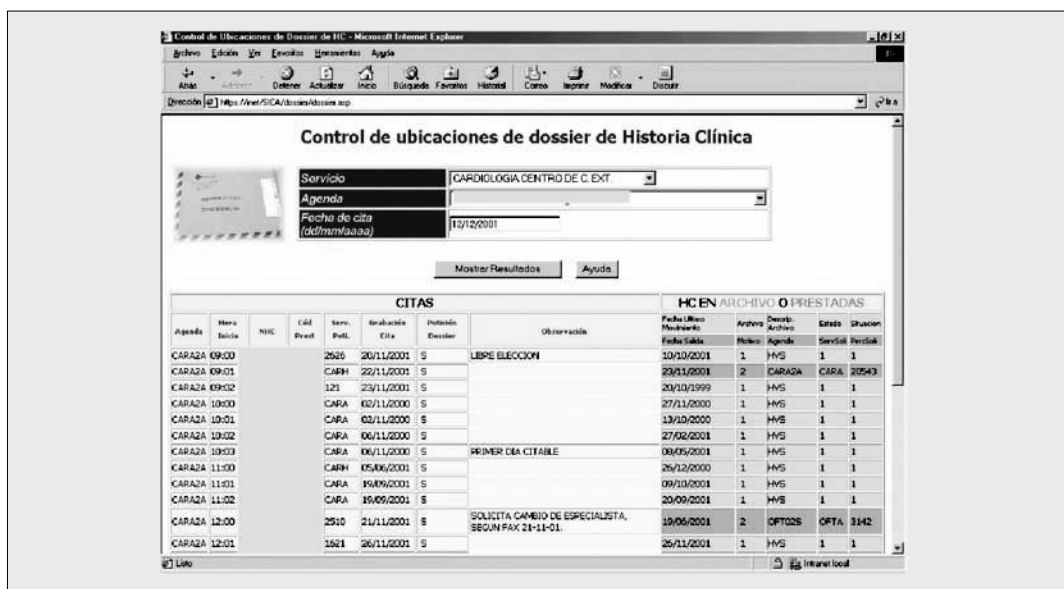 Control de Ubicaciones de Dossier de HC - Microsoft Internet Explorer
Archivo Edición Ver Favoritos Herramientas Ayuda
Atrás Adelante Detener Actualizar Inicio Búsqueda Favoritos Historial Correo Imprimir Modificar Discutir
Dirección https://inet/SICA/dossier/dossier.asp Ir a
Control de ubicaciones de dossier de Historia Clínica
Servicio CARDIOLOGIA CENTRO DE C. EXT.
Agenda
Fecha de cita
(dd/mm/aaaa) 12/12/2001
Mostrar Resultados Ayuda
CITAS HC EN ARCHIVO O PRESTADAS
Agenda Hora Inicio NHC Cód Prest Serv. Peti. Grabación Cita Petición Dossier Observación Fecha Ultimo Movimiento Archivo Descrip. Archivo Estado Situacion
Fecha Salida Motivo Agenda ServSoli PersSoli
CARA2A 09:00 2626 20/11/2001 S LIBRE ELECCION 10/10/2001 1 HVS 1 1
CARA2A 09:01 CARH 22/11/2001 S 23/11/2001 2 CARA2A CARA 20543
CARA2A 09:02 121 23/11/2001 S 20/10/1999 1 HVS 1 1
CARA2A 10:00 CARA 02/11/2000 S 27/11/2000 1 HVS 1 1
CARA2A 10:01 CARA 02/11/2000 S 13/10/2000 1 HVS 1 1
CARA2A 10:02 CARA 06/11/2000 S 27/02/2001 1 HVS 1 1
CARA2A 10:03 CARA 06/11/2000 S PRIMER DIA CITABLE 08/05/2001 1 HVS 1 1
CARA2A 11:00 CARH 05/06/2001 S 26/12/2000 1 HVS 1 1
CARA2A 11:01 CARA 19/09/2001 S 09/10/2001 1 HVS 1 1
CARA2A 11:02 CARA 19/09/2001 S 20/09/2001 1 HVS 1 1
CARA2A 12:00 2510 21/11/2001 S SOLICITA CAMBIO DE ESPECIALISTA, SEGUN FAX 21-11-01. 19/06/2001 2 OFT02S OFTA 3142
CARA2A 12:01 1621 26/11/2001 S 26/11/2001 1 HVS 1 1
Listo Intranet local